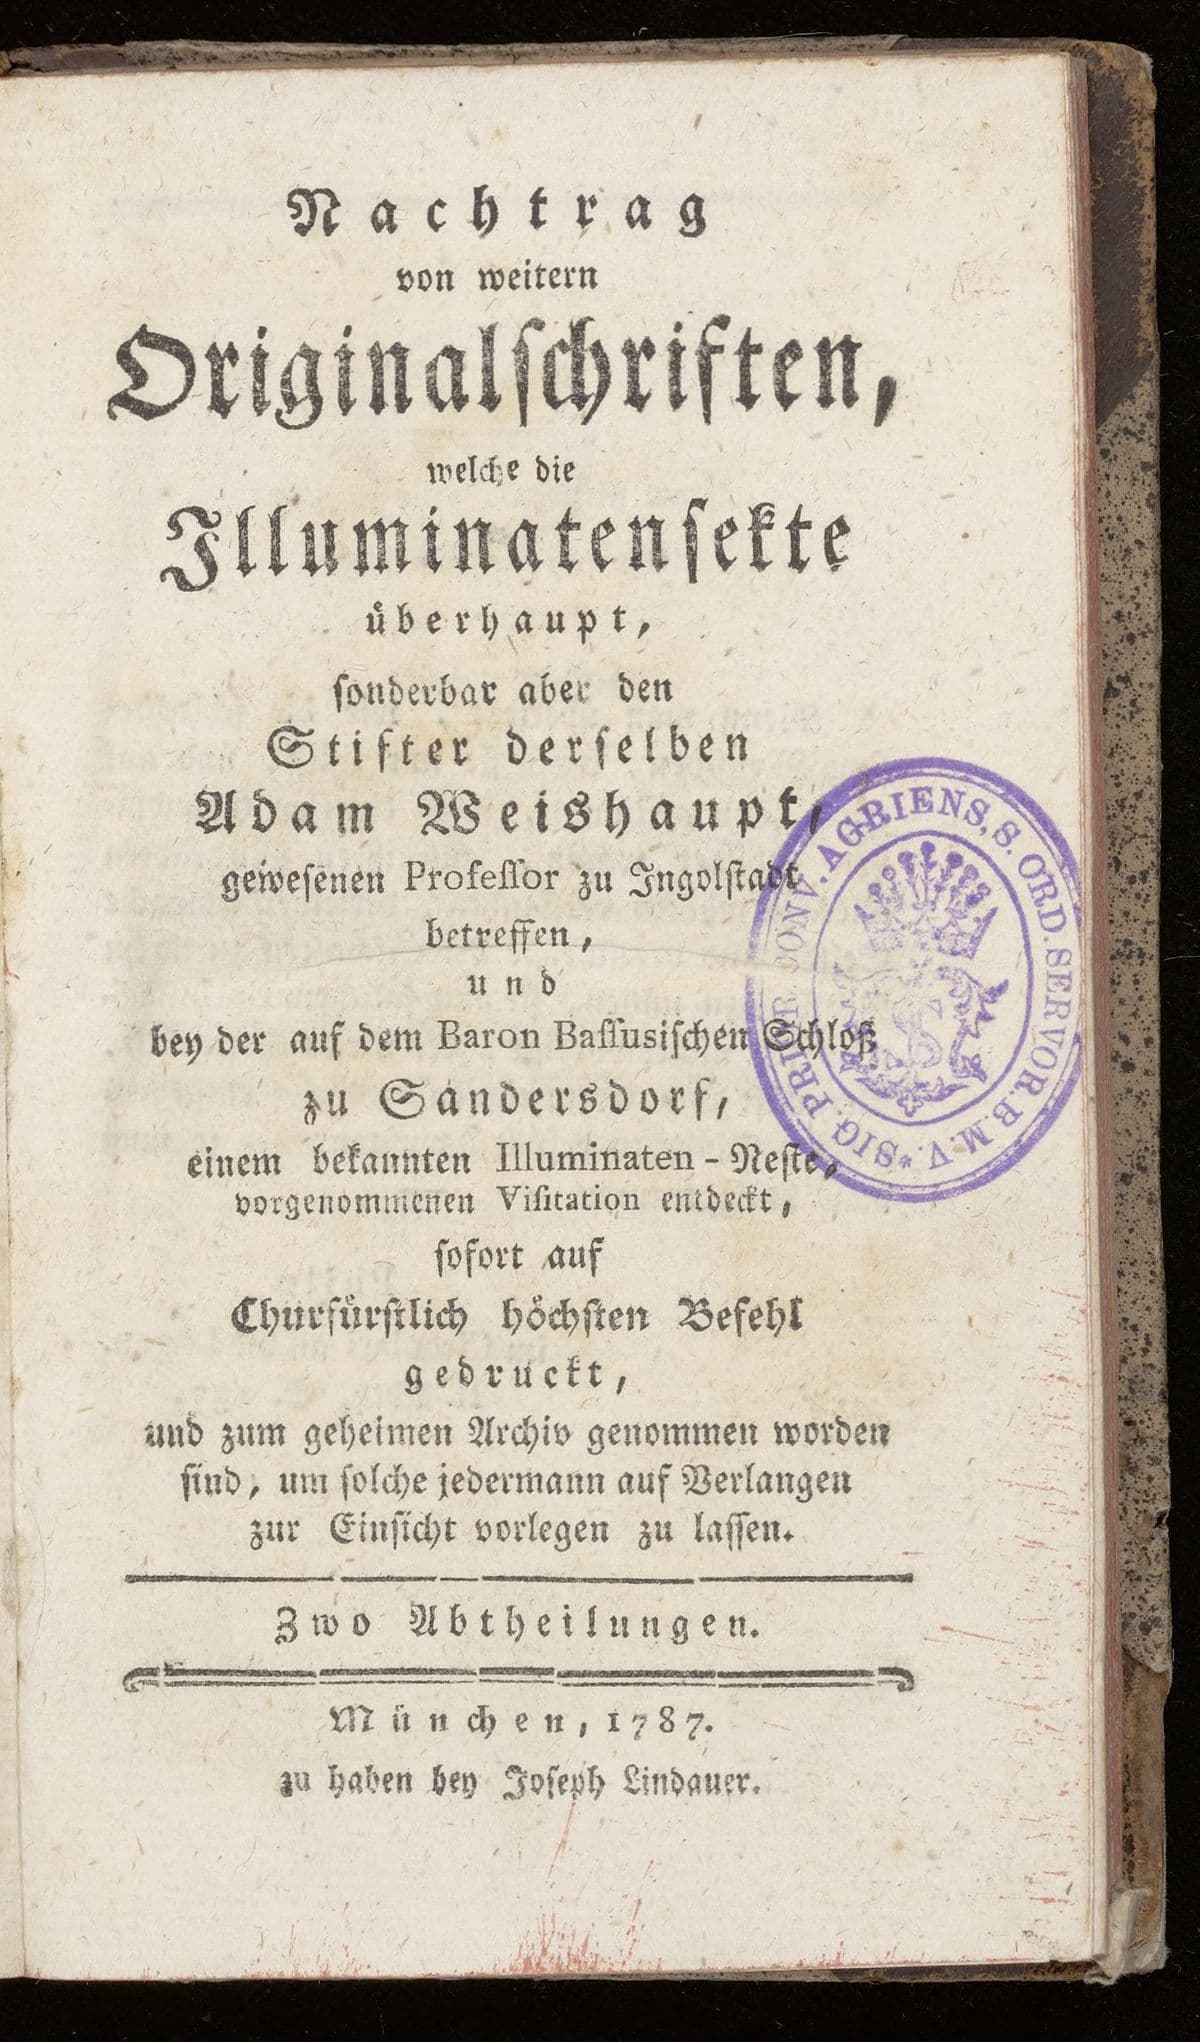 Nachtrag
von weitern
Originalschriften,
welche die
Illuminatensekte
überhaupt,
sonderbar aber den
Stifter derselben
Adam Weishaupt,
gewesenen Professor zu Ingolstadt
betreffen,
und
bey der auf dem Baron Bassusischen Schloß
zu Sandersdorf,
einem bekannten Illuminaten-Neste,
vorgenommenen Visitation entdeckt,
sofort auf
Churfürstlich höchsten Befehl
gedruckt,
und zum geheimen Archiv genommen worden
sind, um solche jedermann auf Verlangen
zur Einsicht vorlegen zu lassen.
Zwo Abtheilungen.
München, 1787.
zu haben bey Joseph Lindauer.
SIG. PRIOR. CONV. AGRIENS, S. ORD. SERVOR. B. M. V. *